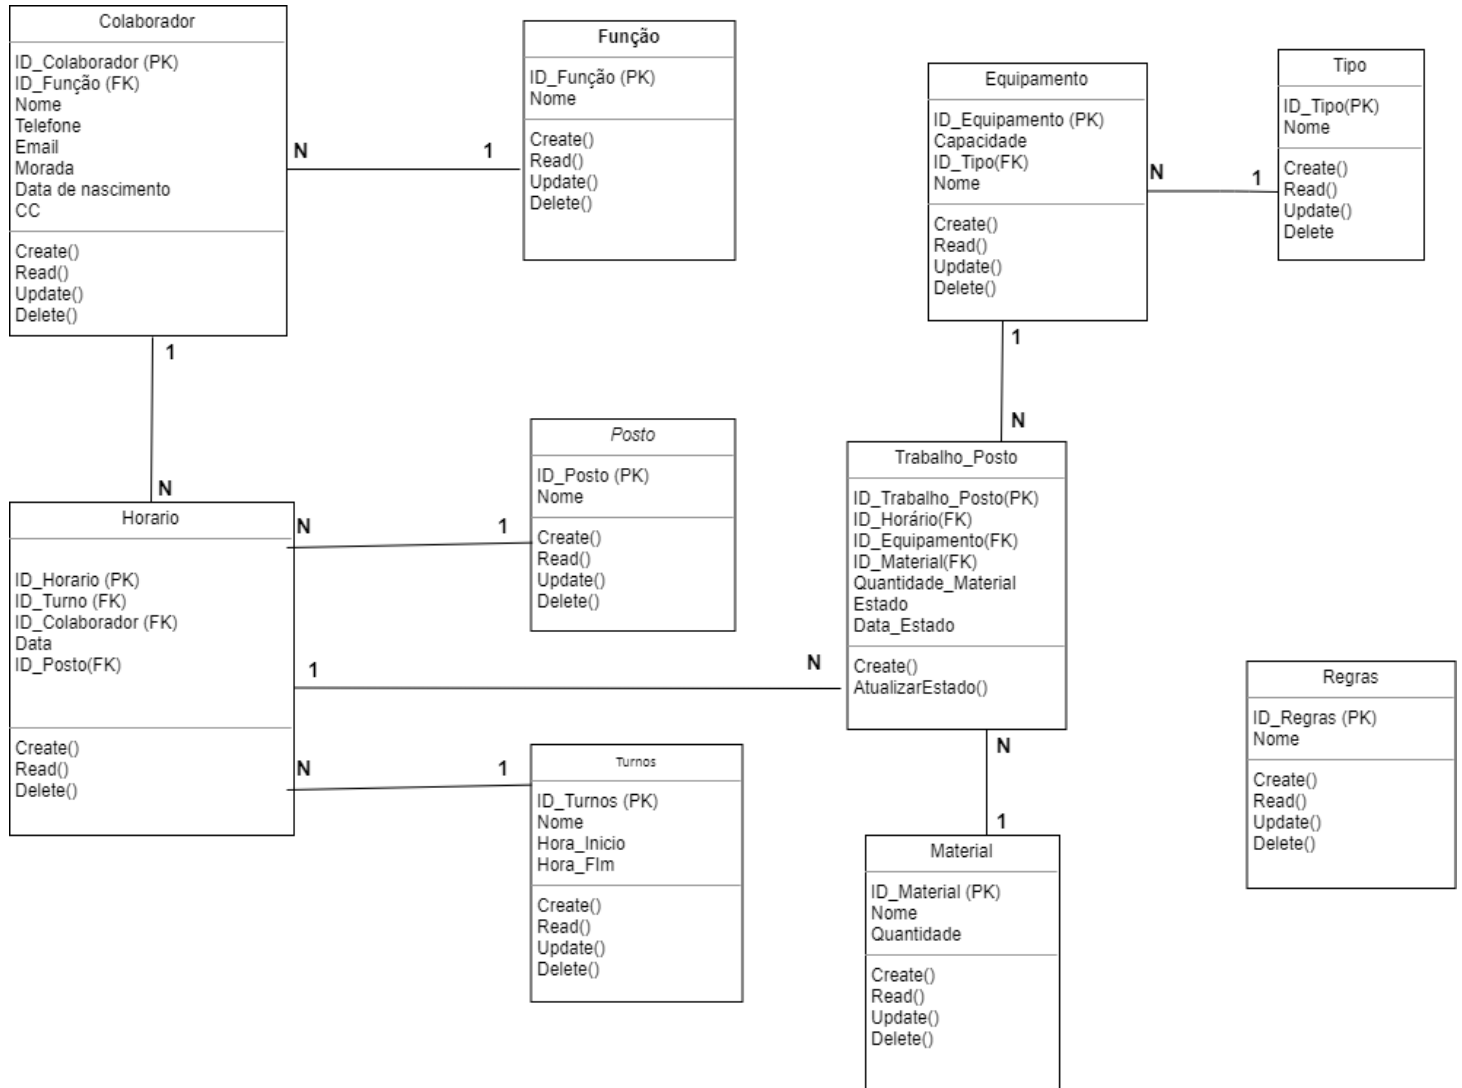 Colaborador
ID_Colaborador (PK)
ID_Função (FK)
Nome
Telefone
Email
Morada
Data de nascimento
CC
Create()
Read()
Update()
Delete()
N
1
Função
ID_Função (PK)
Nome
Create()
Read()
Update()
Delete()
Equipamento
ID_Equipamento (PK)
Capacidade
ID_Tipo(FK)
Nome
Create()
Read()
Update()
Delete()
N
1
Tipo
ID_Tipo(PK)
Nome
Create()
Read()
Update()
Delete
1
N
1
N
Horario
ID_Horario (PK)
ID_Turno (FK)
ID_Colaborador (FK)
Data
ID_Posto(FK)
Create()
Read()
Delete()
N
1
Posto
ID_Posto (PK)
Nome
Create()
Read()
Update()
Delete()
1
N
Trabalho_Posto
ID_Trabalho_Posto(PK)
ID_Horário(FK)
ID_Equipamento(FK)
ID_Material(FK)
Quantidade_Material
Estado
Data_Estado
Create()
AtualizarEstado()
N
1
Turnos
ID_Turnos (PK)
Nome
Hora_Inicio
Hora_FIm
Create()
Read()
Update()
Delete()
N
1
Material
ID_Material (PK)
Nome
Quantidade
Create()
Read()
Update()
Delete()
Regras
ID_Regras (PK)
Nome
Create()
Read()
Update()
Delete()